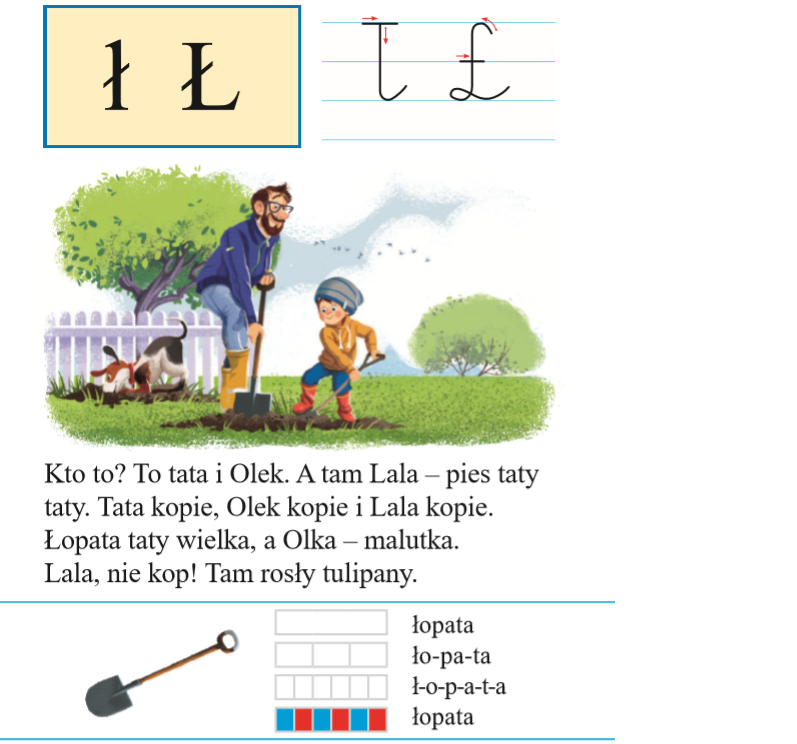 ł Ł
ł Ł
Kto to? To tata i Olek. A tam Lala – pies taty
taty. Tata kopie, Olek kopie i Lala kopie.
Łopata taty wielka, a Olka – malutka.
Lala, nie kop! Tam rosły tulipany.
łopata
ło-pa-ta
ł-o-p-a-t-a
łopata